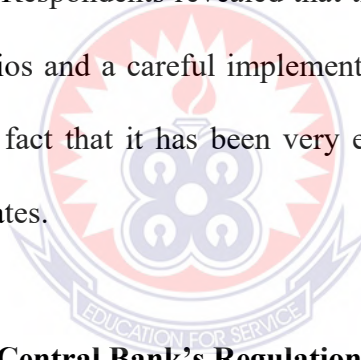 Respondents revealed that t
ios and a careful implement
fact that it has been very e
ates.
EDUCATION FOR SERVICE
Central Bank's Regulation